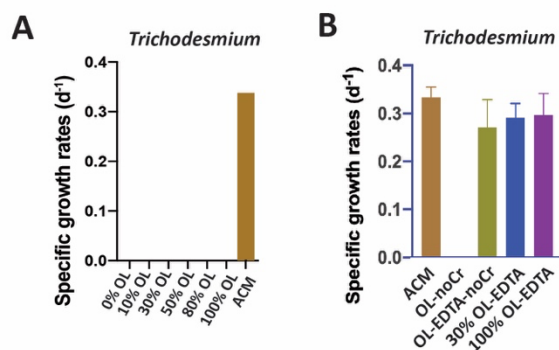 A
Trichodesmium
Specific growth rates (d-1)
0.4
0.3
0.2
0.1
0.0
0% OL
10% OL
30% OL
50% OL
80% OL
100% OL
ACM
B
Trichodesmium
Specific growth rates (d-1)
0.4
0.3
0.2
0.1
0.0
ACM
OL-noCr
OL-EDTA-noCr
30% OL-EDTA
100% OL-EDTA